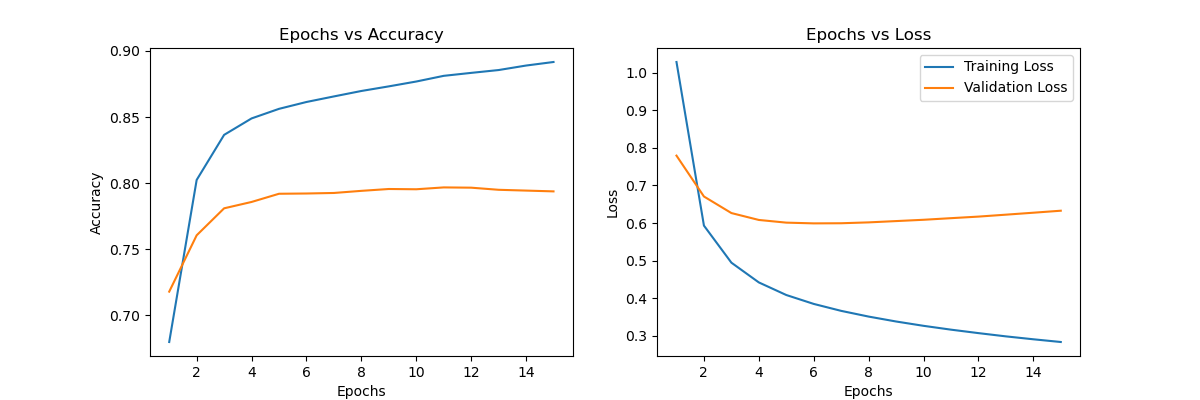 Epochs vs Accuracy
0.90
0.85
0.80
0.75
0.70
Accuracy
2 4 6 8 10 12 14
Epochs
Epochs vs Loss
Training Loss
Validation Loss
1.0
0.9
0.8
0.7
0.6
0.5
0.4
0.3
Loss
2 4 6 8 10 12 14
Epochs